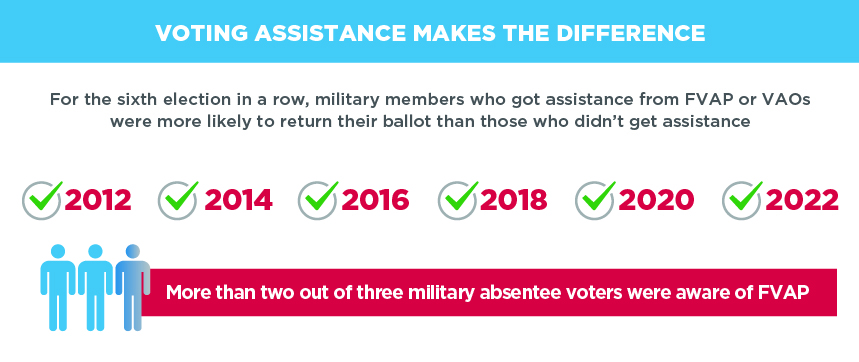 VOTING ASSISTANCE MAKES THE DIFFERENCE
For the sixth election in a row, military members who got assistance from FVAP or VAOs
were more likely to return their ballot than those who didn’t get assistance
2012 2014 2016 2018 2020 2022
More than two out of three military absentee voters were aware of FVAP